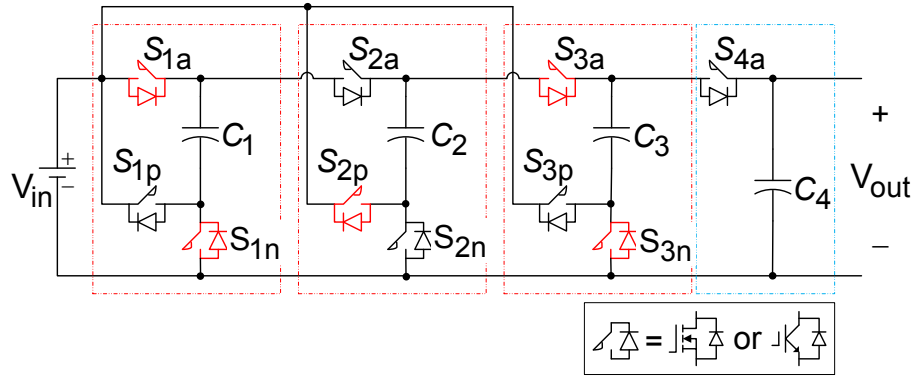 S1a S2a S3a S4a
+
C1 C2 C3
+ −
Vin
S1p S2p S3p
C4
Vout
S1n S2n S3n
−
= or